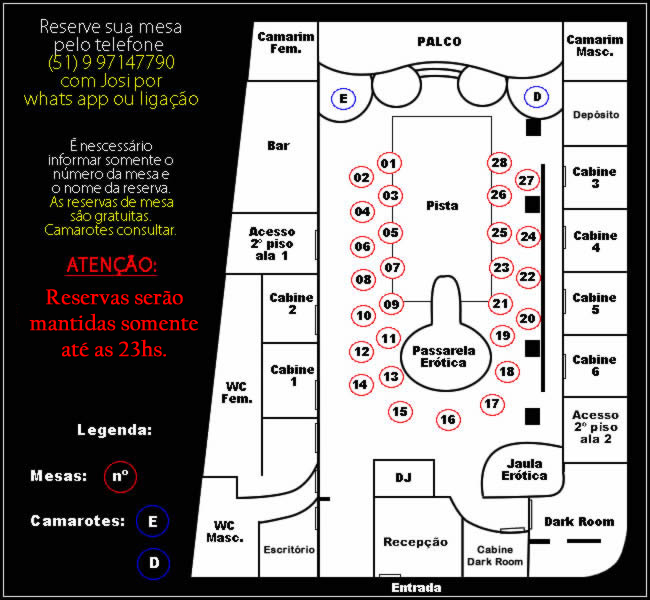 Reserve sua mesa
pelo telefone
(51) 9 97147790
com Josi por
whats app ou ligação
É nescessário
informar somente o
número da mesa e
o nome da reserva.
As reservas de mesa
são gratuitas.
Camarotes consultar.
ATENÇÃO:
Reservas serão
mantidas somente
até as 23hs.
Legenda:
Mesas: nº
Camarotes: E
D
Camarim
Fem.
PALCO
Camarim
Masc.
E
D
Depósito
Bar
01
28
02
27
Cabine
3
03
26
Pista
04
Acesso
2º piso
ala 1
05
25
24
Cabine
4
06
07
23
08
22
Cabine
2
09
21
Cabine
5
10
20
11
19
12
Passarela
Erótica
Cabine
6
Cabine
1
13
18
14
WC
Fem.
15
17
16
Acesso
2º piso
ala 2
DJ
Jaula
Erótica
WC
Masc.
Dark Room
Escritório
Recepção
Cabine
Dark Room
Entrada